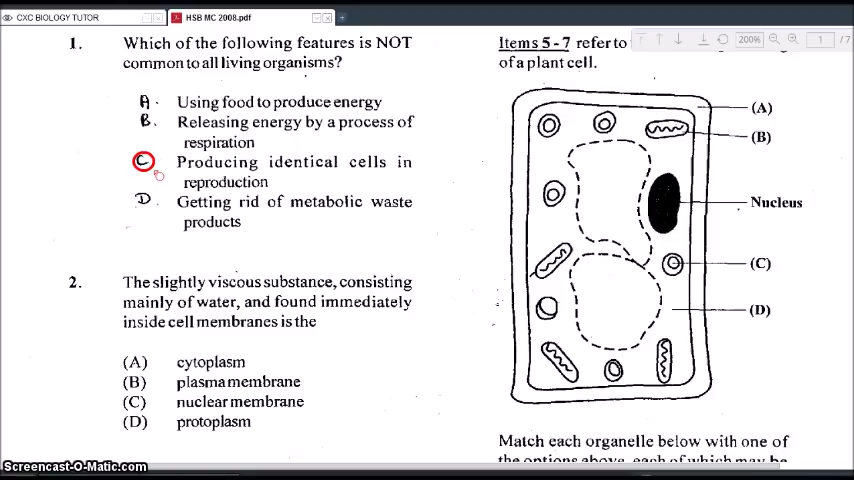 CXC BIOLOGY TUTOR
HSB MC 2008.pdf
200%
1
/ 7
1. Which of the following features is NOT
common to all living organisms?
A. Using food to produce energy
B. Releasing energy by a process of
respiration
C Producing identical cells in
reproduction
D. Getting rid of metabolic waste
products
2. The slightly viscous substance, consisting
mainly of water, and found immediately
inside cell membranes is the
(A) cytoplasm
(B) plasma membrane
(C) nuclear membrane
(D) protoplasm
Items 5 - 7 refer to
of a plant cell.
(A)
(B)
Nucleus
(C)
(D)
Match each organelle below with one of
the options above, each of which may be
Screencast-O-Matic.com